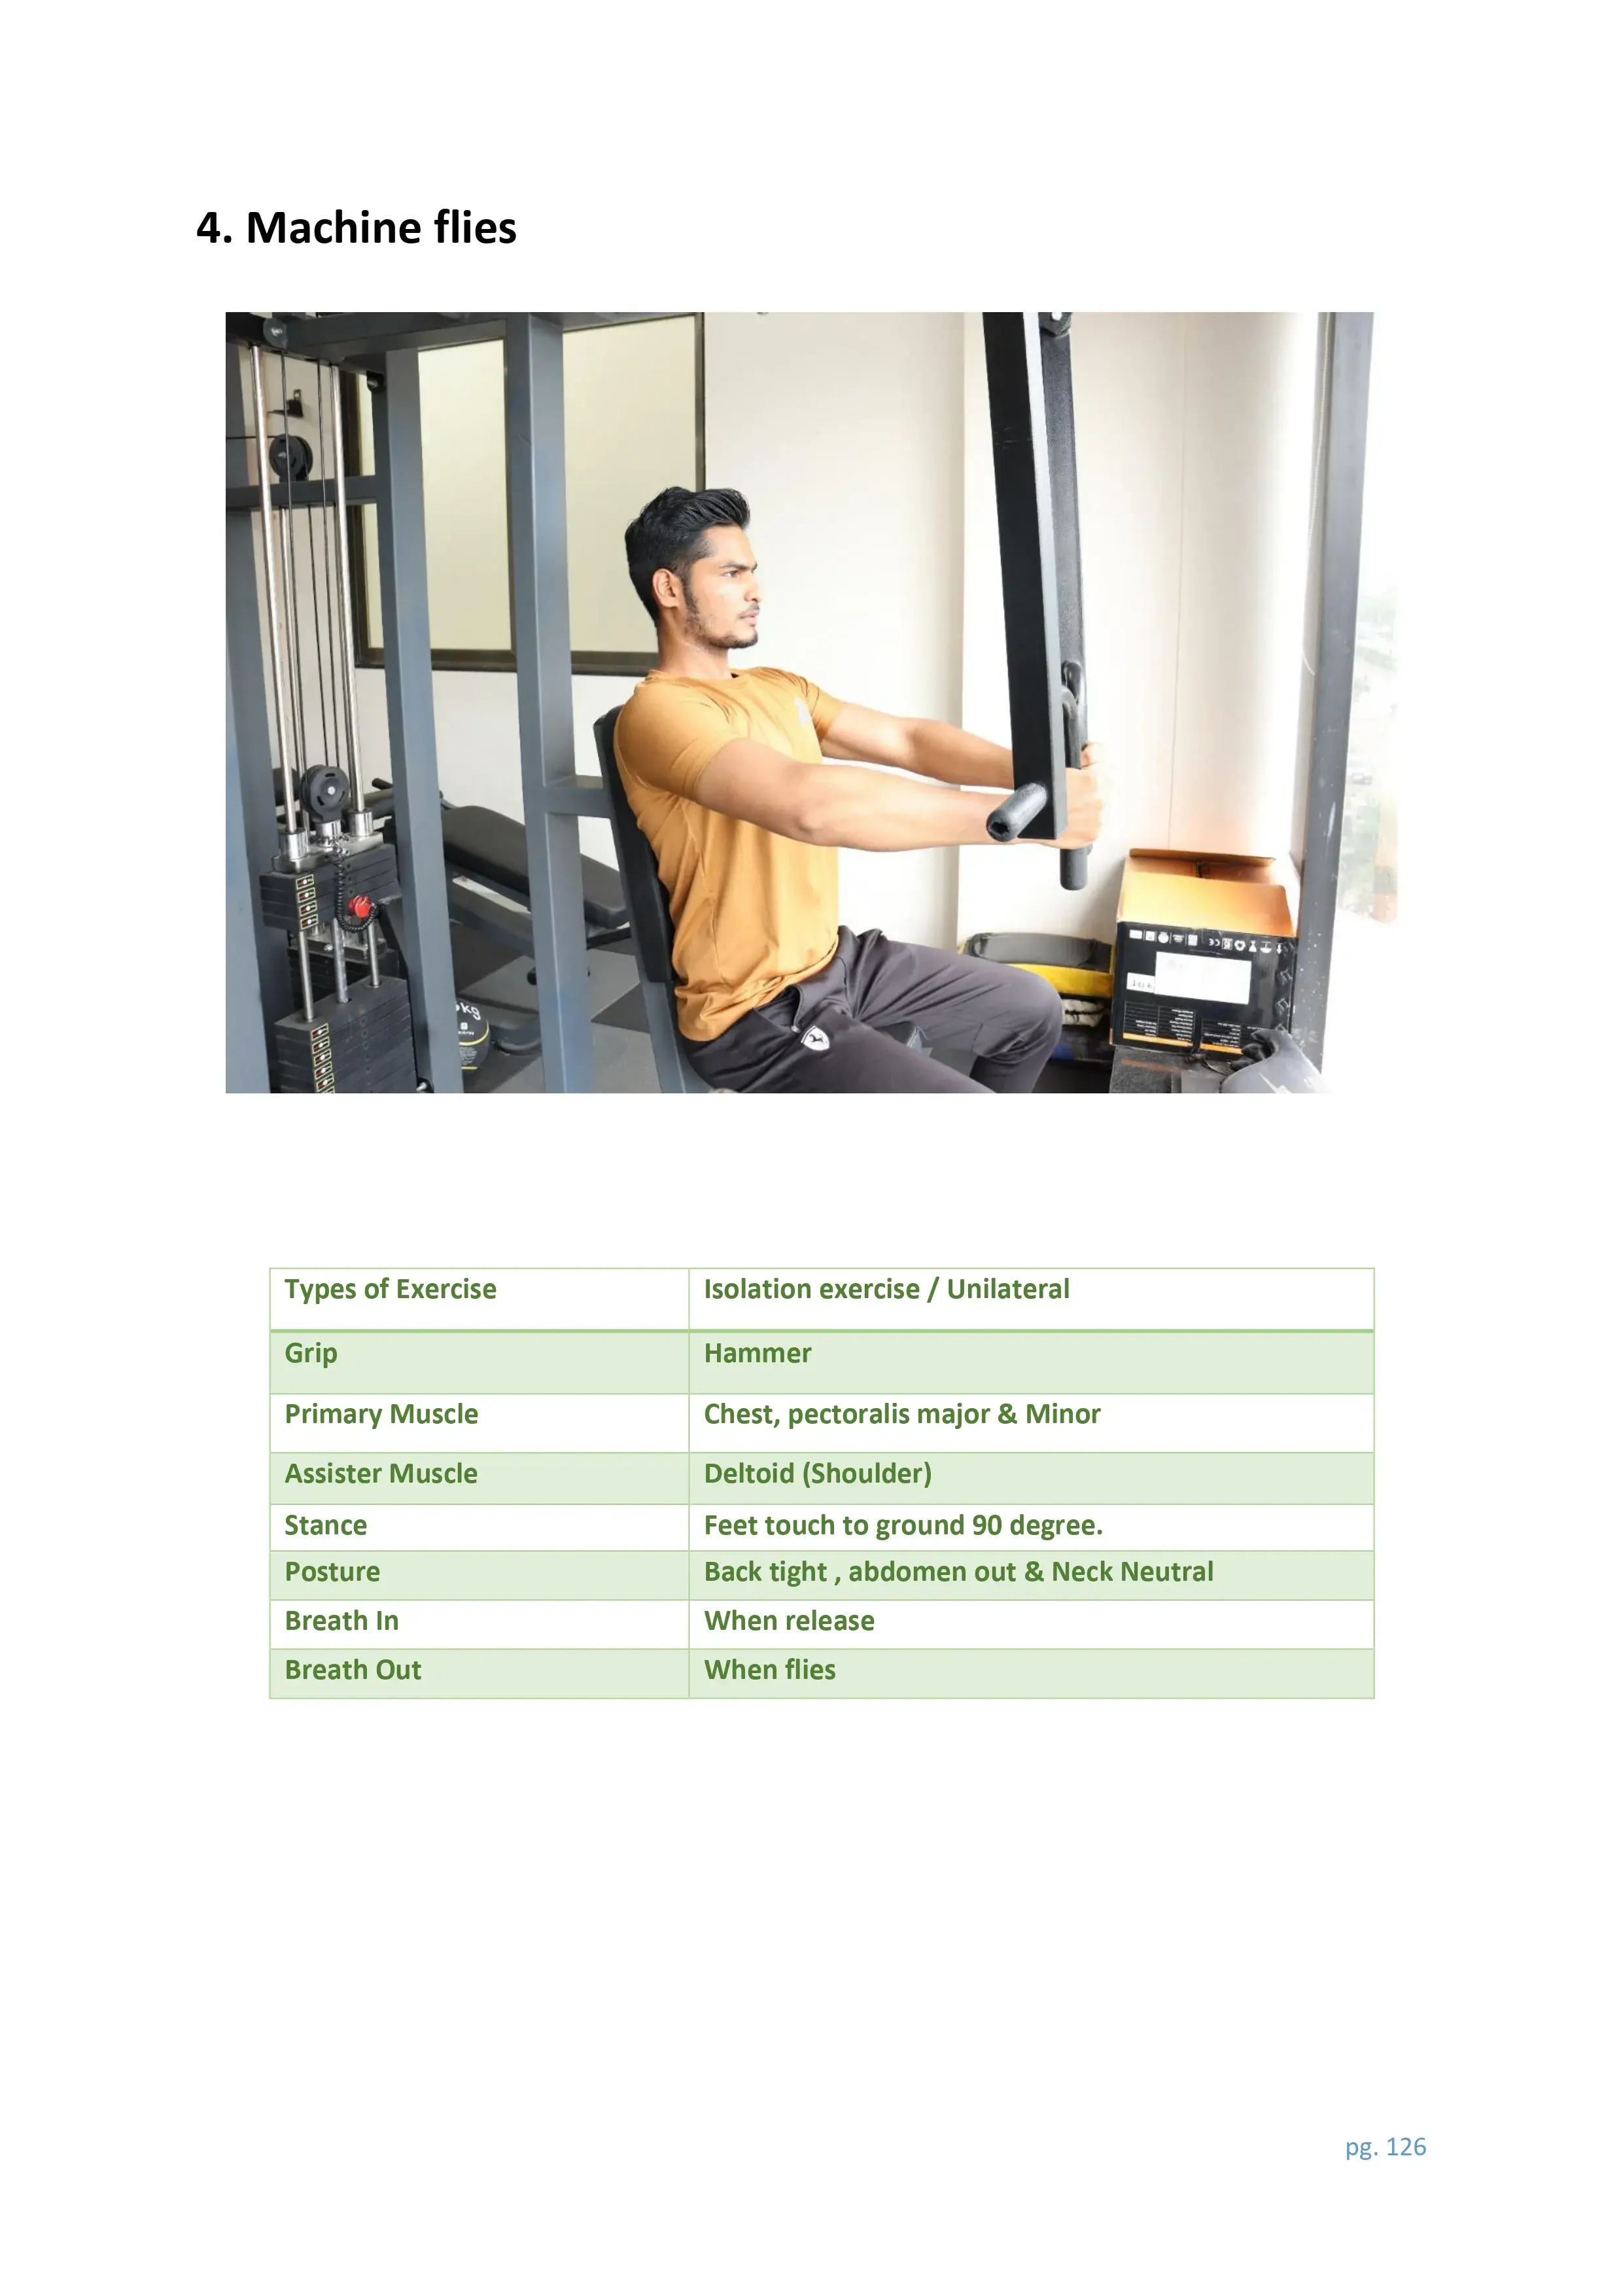 4. Machine flies
kg
Types of Exercise Isolation exercise / Unilateral
Grip Hammer
Primary Muscle Chest, pectoralis major & Minor
Assister Muscle Deltoid (Shoulder)
Stance Feet touch to ground 90 degree.
Posture Back tight , abdomen out & Neck Neutral
Breath In When release
Breath Out When flies
pg. 126